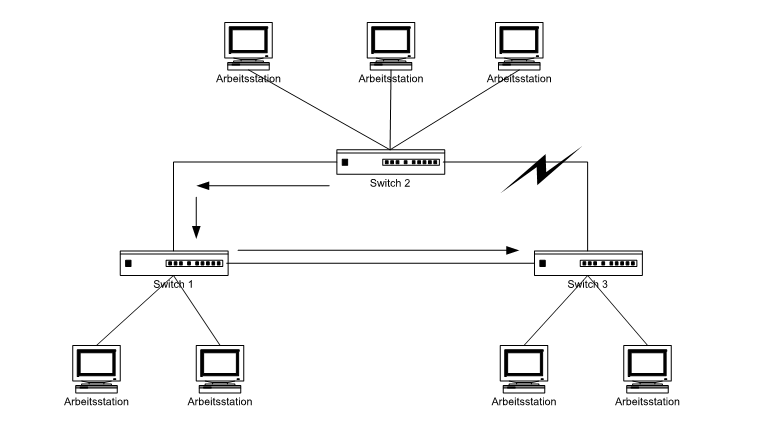 Arbeitsstation
Arbeitsstation
Arbeitsstation
Switch 2
Switch 1
Switch 3
Arbeitsstation
Arbeitsstation
Arbeitsstation
Arbeitsstation